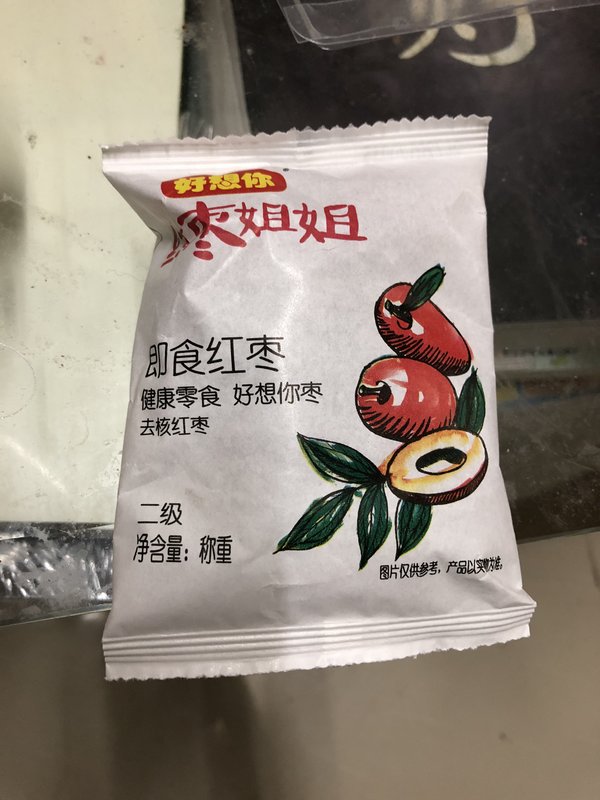 好想你
枣姐姐
即食红枣
健康零食 好想你枣
去核红枣
二级
净含量：称重
图片仅供参考，产品以实物为准。